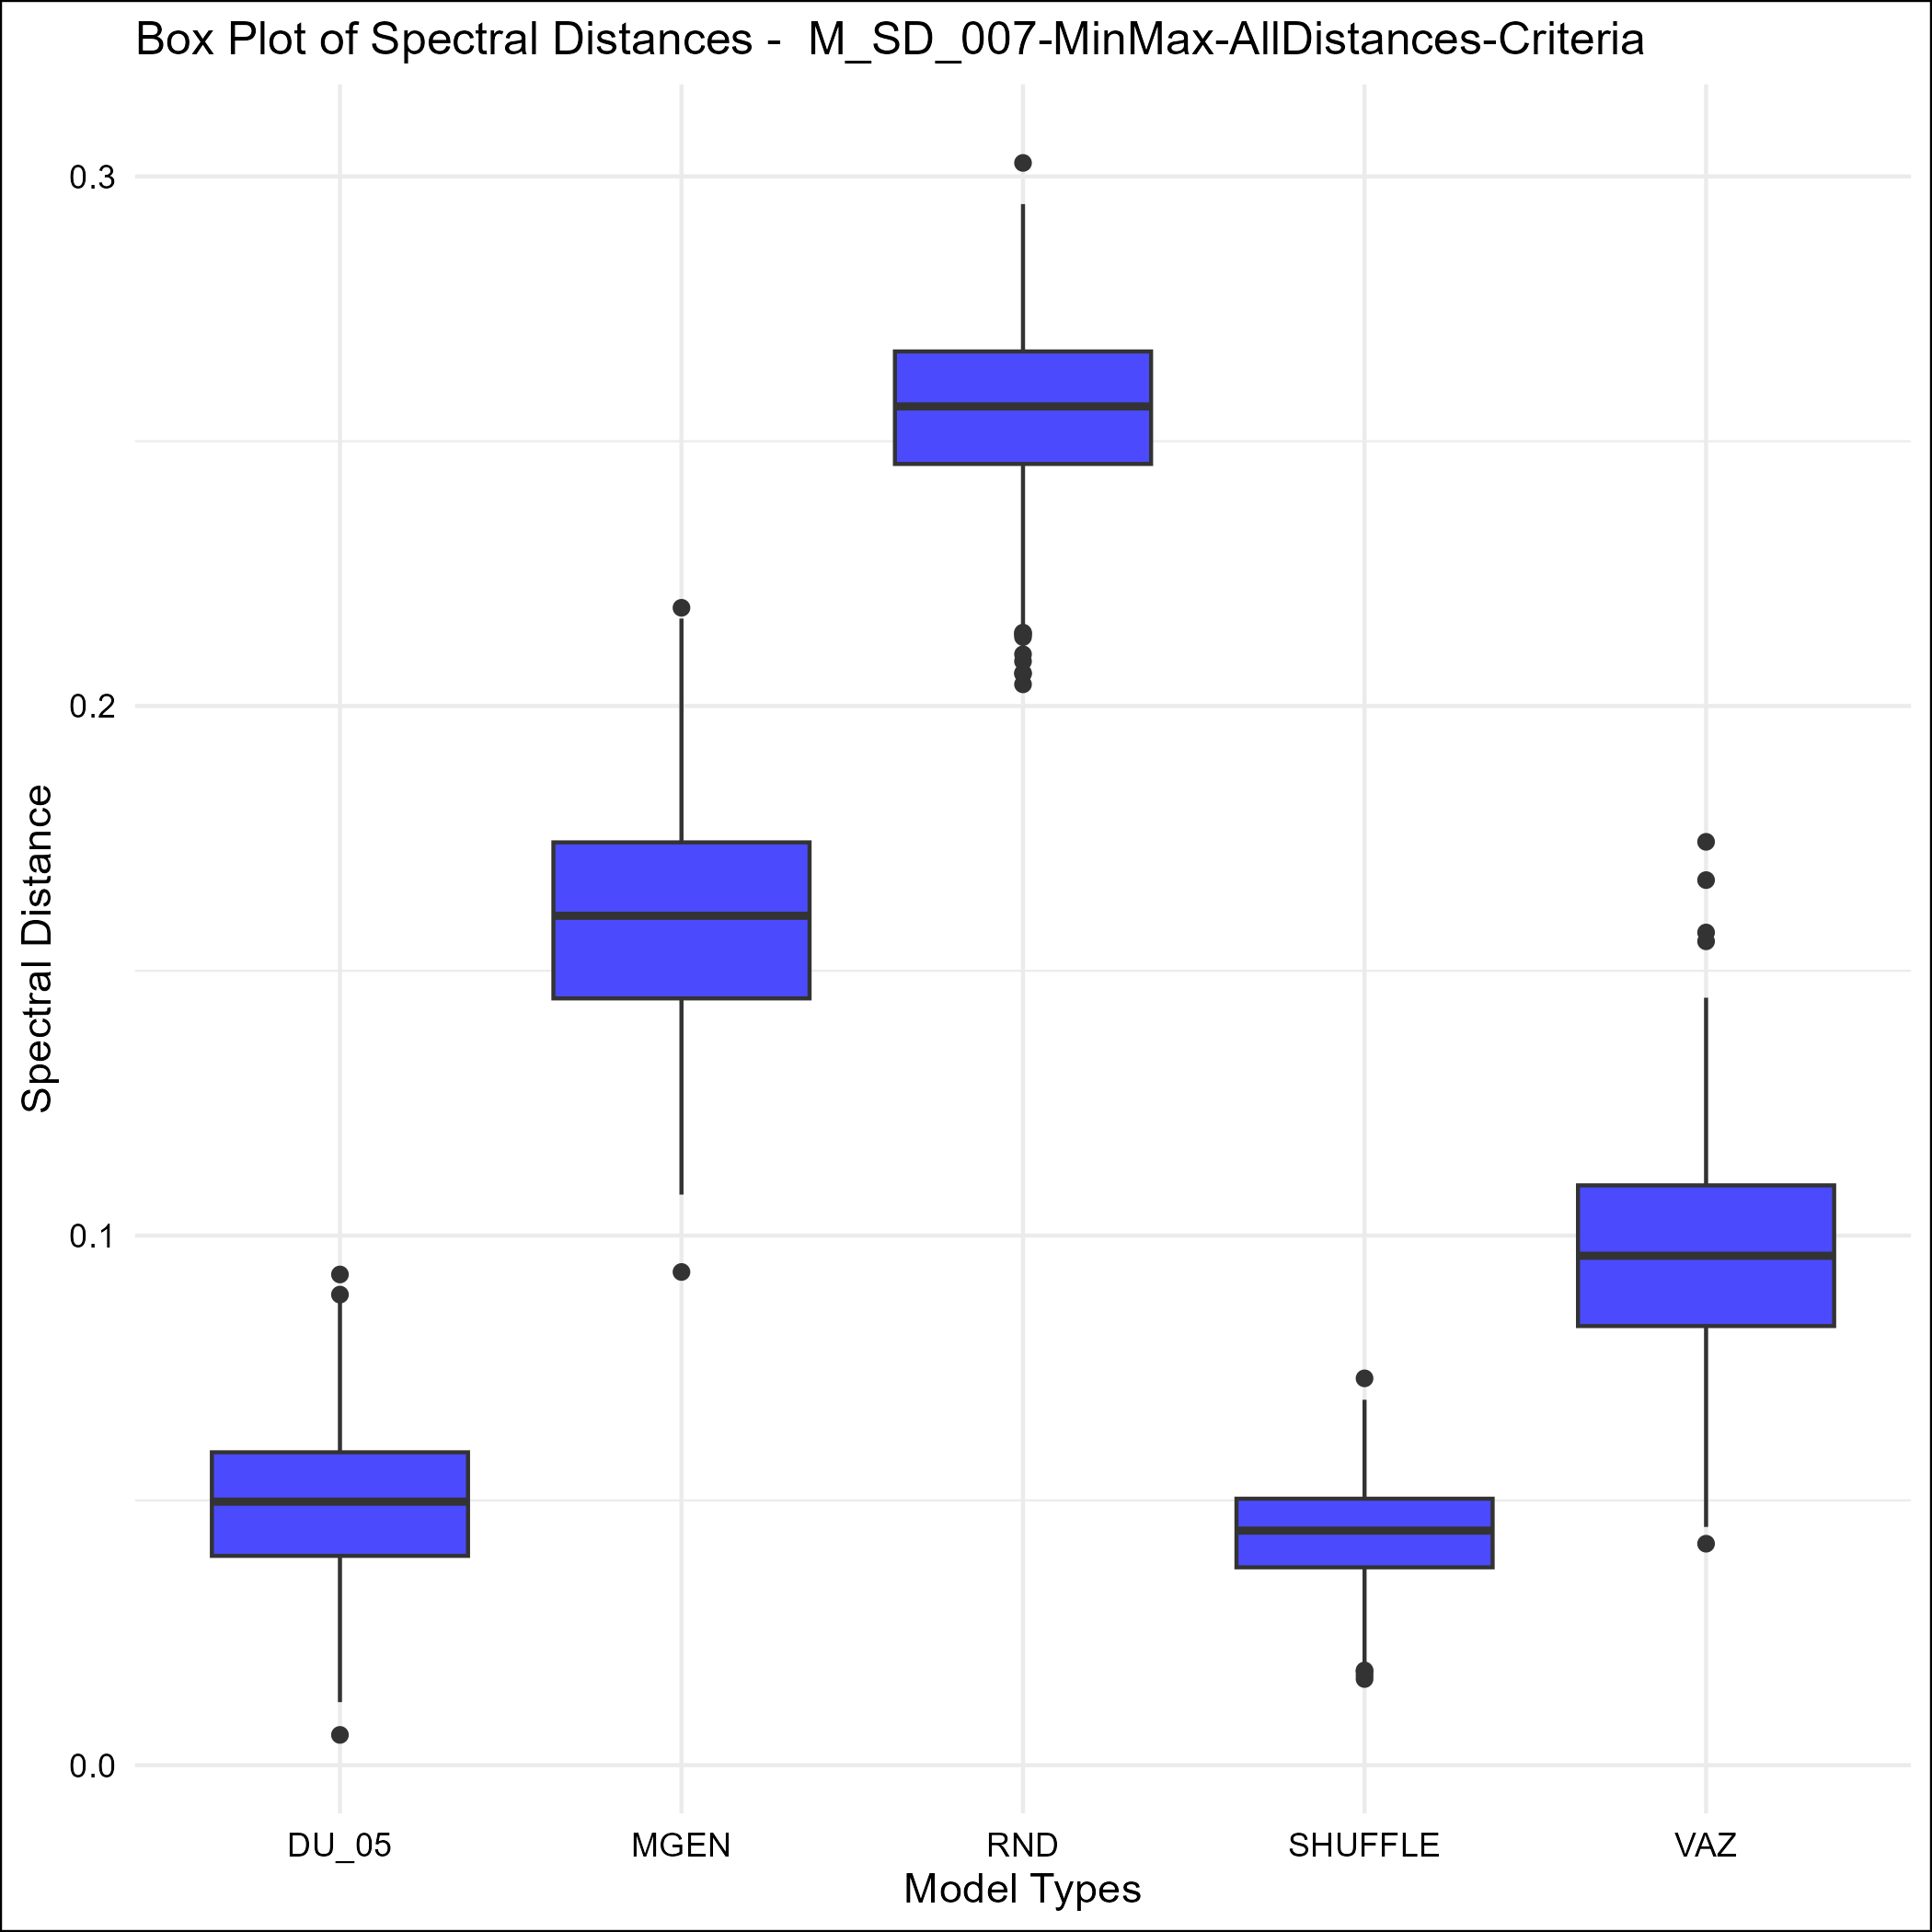 Box Plot of Spectral Distances -  M_SD_007-MinMax-AllDistances-Criteria
0.3
0.2
0.1
0.0
Spectral Distance
DU_05 MGEN RND SHUFFLE VAZ
Model Types